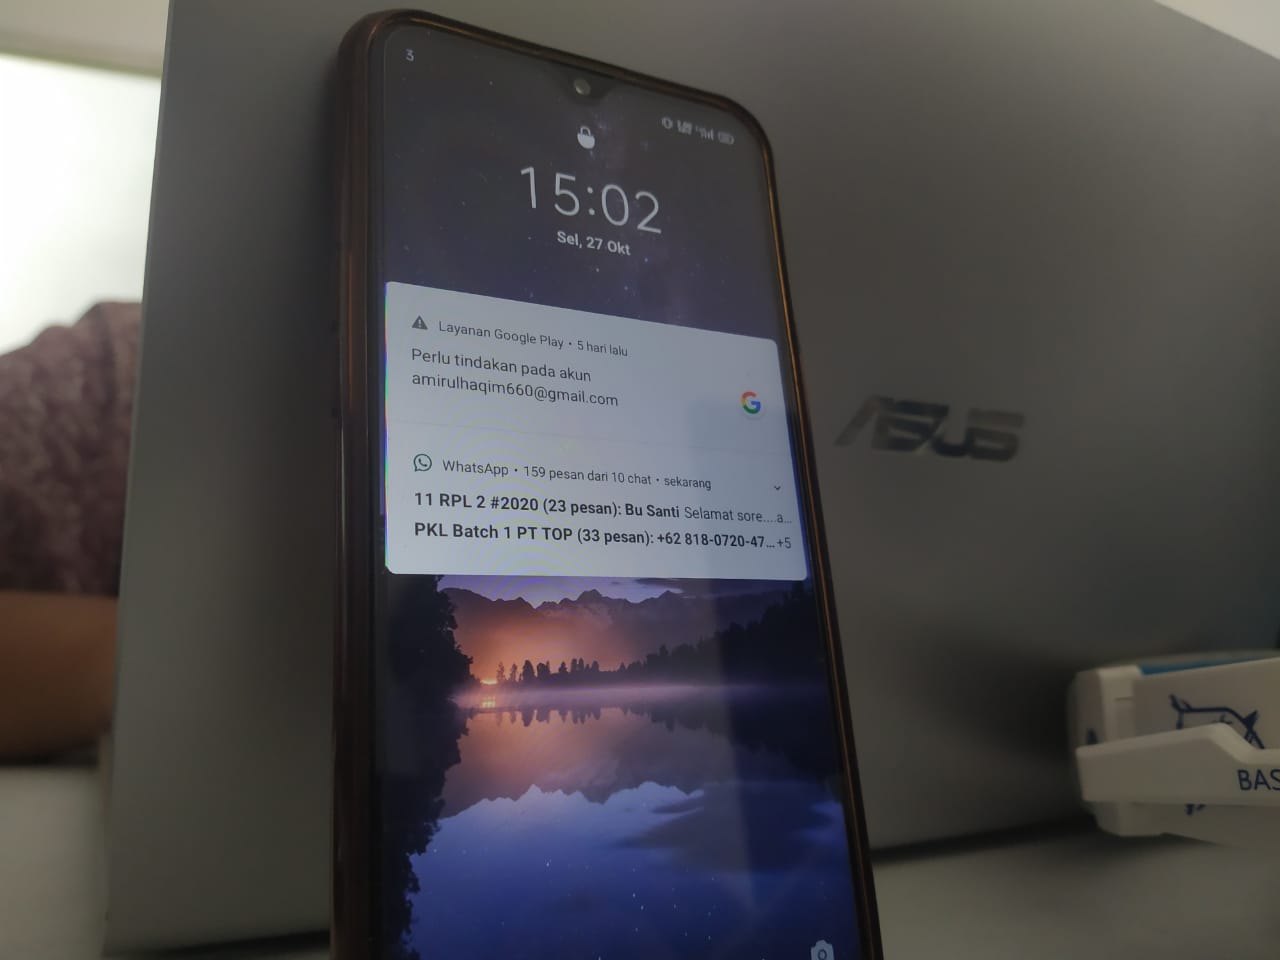 3
15:02
Sel, 27 Okt
Layanan Google Play • 5 hari lalu
Perlu tindakan pada akun
amirulhaqim660@gmail.com
G
WhatsApp • 159 pesan dari 10 chat • sekarang
11 RPL 2 #2020 (23 pesan): Bu Santi Selamat sore....a...
PKL Batch 1 PT TOP (33 pesan): +62 818-0720-47... +5
ASUS
BAS